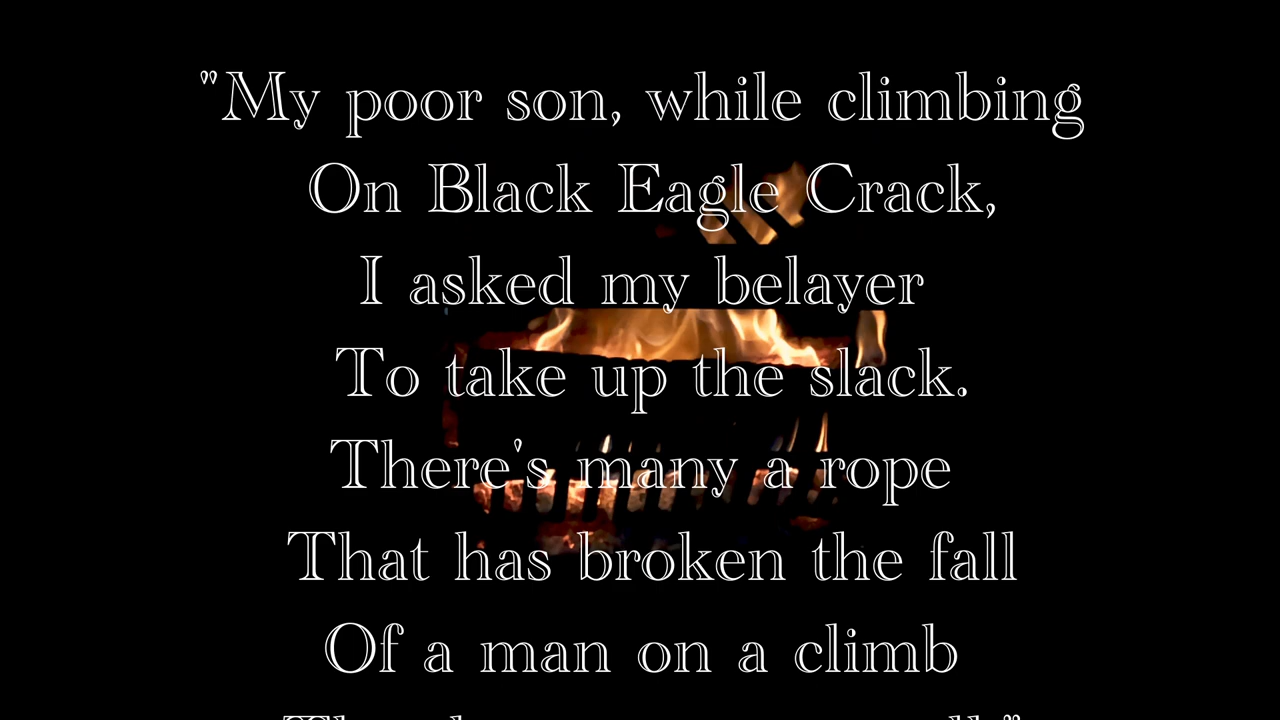 "My poor son, while climbing
On Black Eagle Crack,
I asked my belayer
To take up the slack.
There's many a rope
That has broken the fall
Of a man on a climb